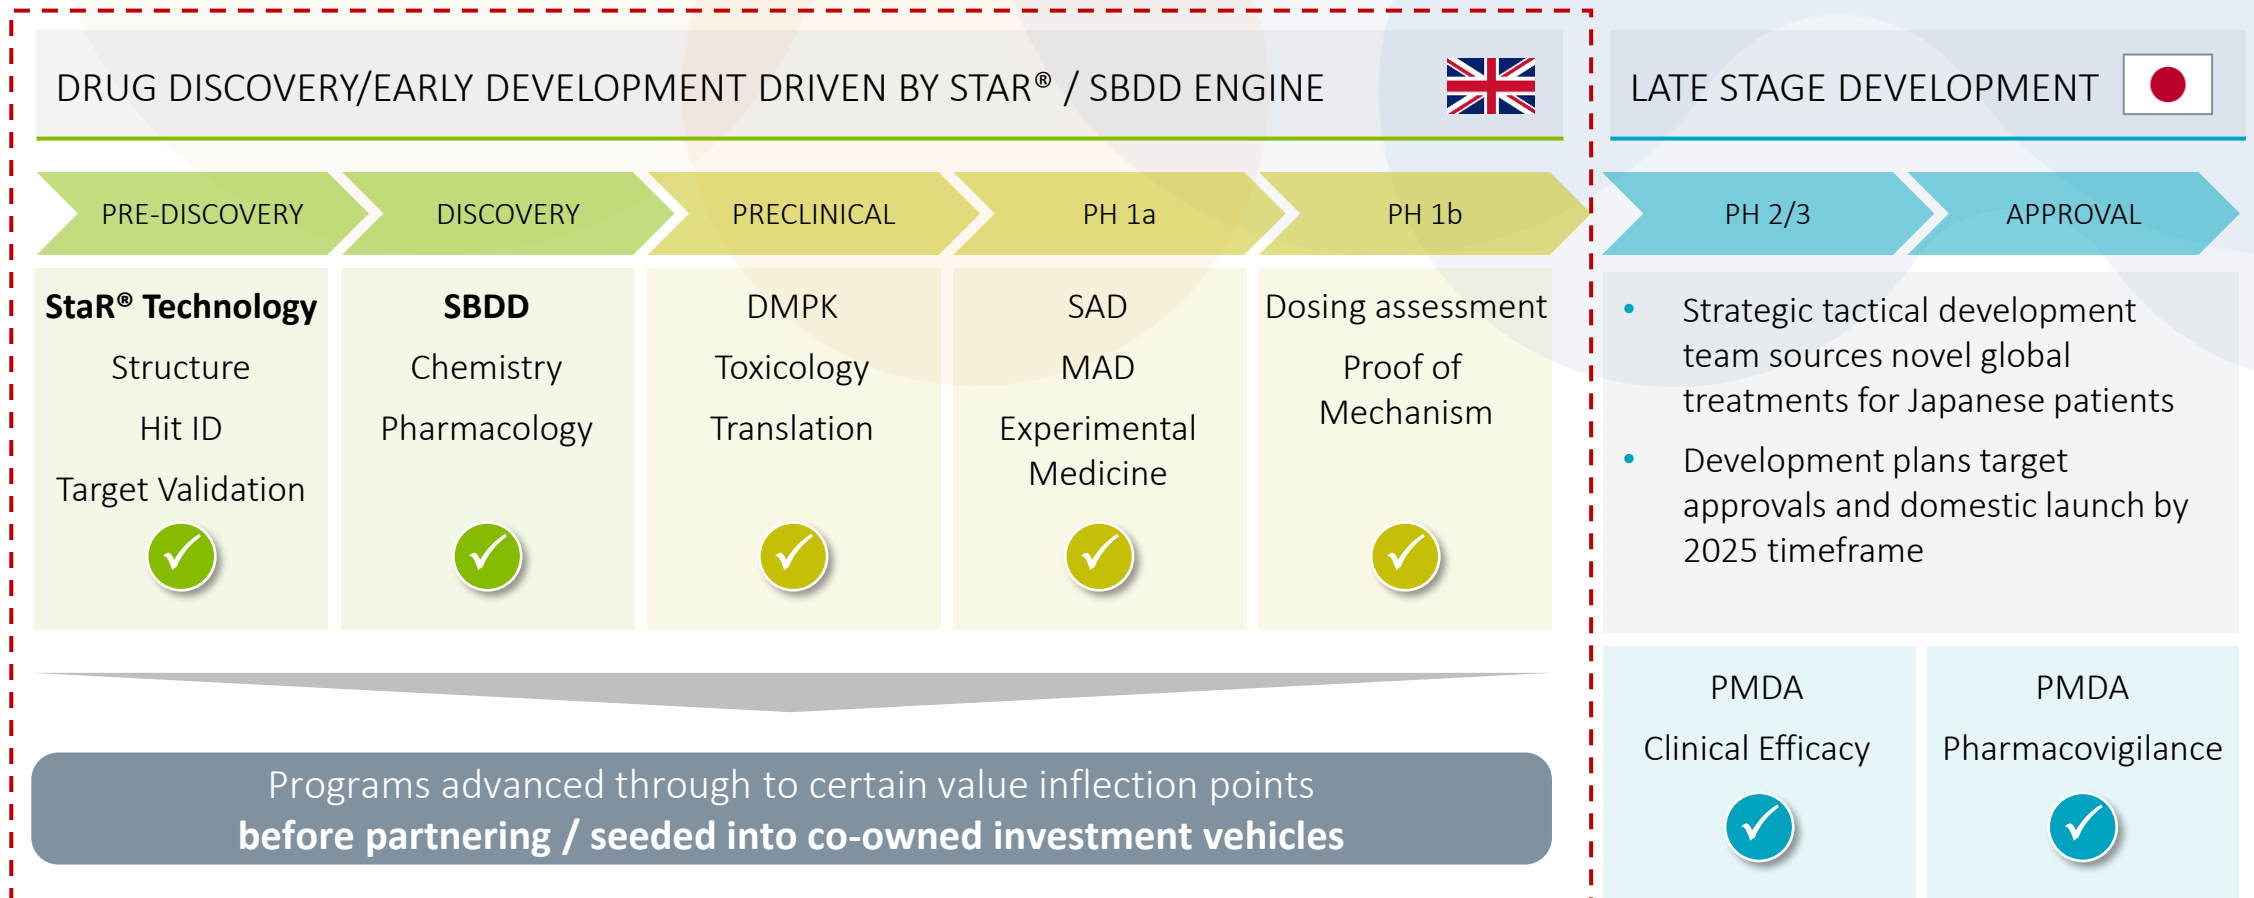 DRUG DISCOVERY/EARLY DEVELOPMENT DRIVEN BY STAR® / SBDD ENGINE
LATE STAGE DEVELOPMENT
PRE-DISCOVERY
DISCOVERY
PRECLINICAL
PH 1a
PH 1b
PH 2/3
APPROVAL
StaR® Technology
Structure
Hit ID
Target Validation
SBDD
Chemistry
Pharmacology
DMPK
Toxicology
Translation
SAD
MAD
Experimental
Medicine
Dosing assessment
Proof of
Mechanism
• Strategic tactical development
team sources novel global
treatments for Japanese patients
• Development plans target
approvals and domestic launch by
2025 timeframe
PMDA
Clinical Efficacy
PMDA
Pharmacovigilance
Programs advanced through to certain value inflection points
before partnering / seeded into co-owned investment vehicles